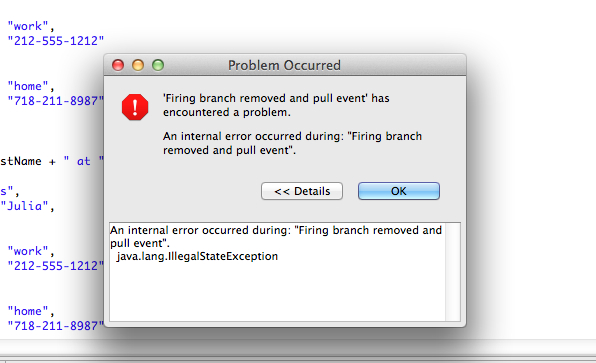 "work",
"212-555-1212"
Problem Occurred
"home",
"718-211-8987"
'Firing branch removed and pull event' has
encountered a problem.
An internal error occurred during: "Firing branch
removed and pull event".
stName + " at "
s",
"Julia",
<< Details
OK
An internal error occurred during: "Firing branch removed and
pull event".
java.lang.IllegalStateException
"work",
"212-555-1212"
"home",
"718-211-8987"